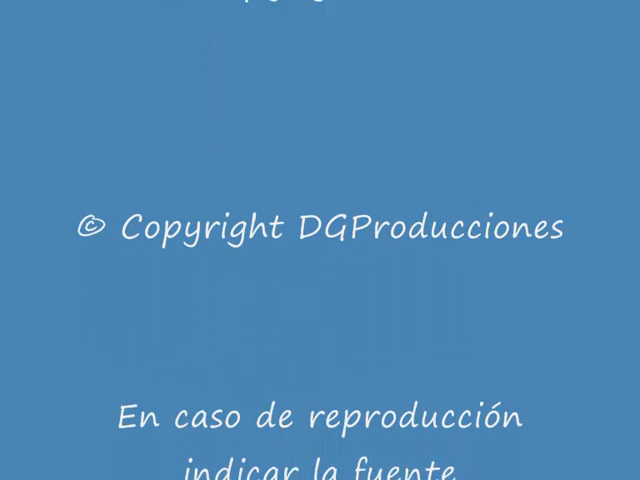 © Copyright DGProducciones
En caso de reproducción
indicar la fuente